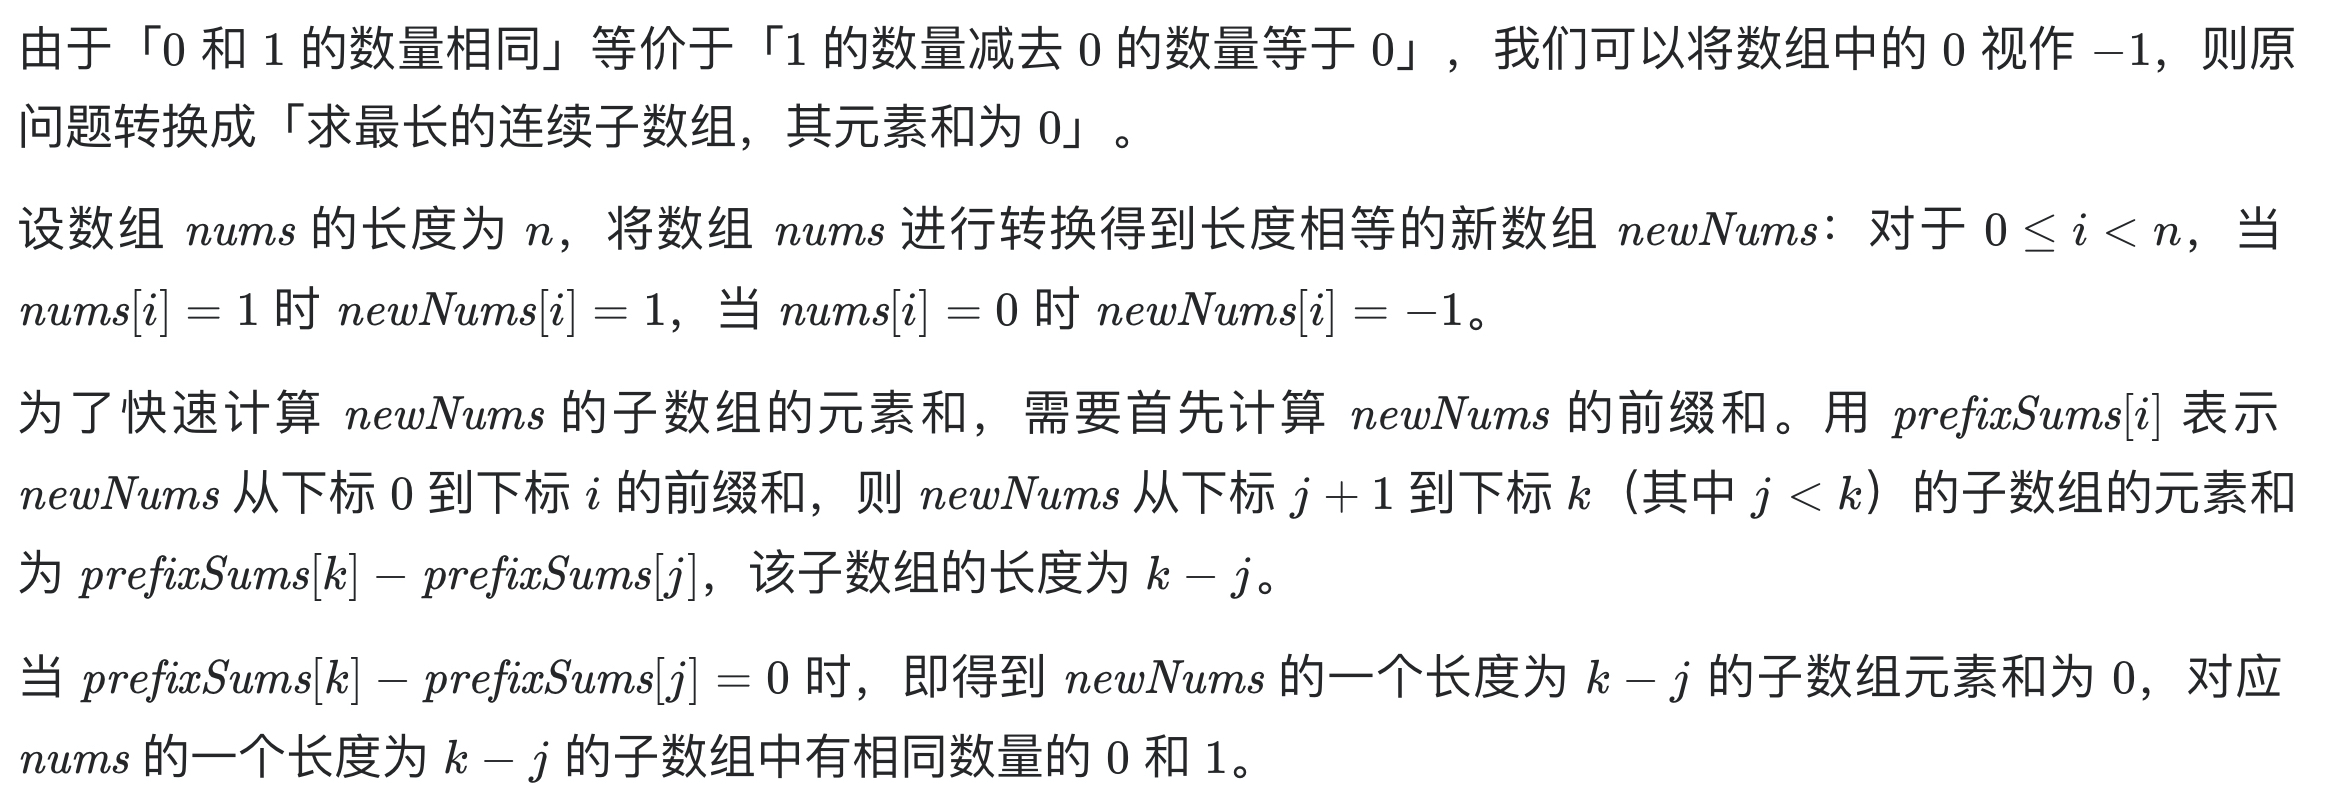 由于「0 和 1 的数量相同」等价于「1 的数量减去 0 的数量等于 0」，我们可以将数组中的 0 视作 −1，则原
问题转换成「求最长的连续子数组，其元素和为 0」。
设数组 nums 的长度为 n，将数组 nums 进行转换得到长度相等的新数组 newNums：对于 0 ≤ i < n，当
nums[i] = 1 时 newNums[i] = 1，当 nums[i] = 0 时 newNums[i] = −1。
为了快速计算 newNums 的子数组的元素和，需要首先计算 newNums 的前缀和。用 prefixSums[i] 表示
newNums 从下标 0 到下标 i 的前缀和，则 newNums 从下标 j + 1 到下标 k（其中 j < k）的子数组的元素和
为 prefixSums[k] − prefixSums[j]，该子数组的长度为 k − j。
当 prefixSums[k] − prefixSums[j] = 0 时，即得到 newNums 的一个长度为 k − j 的子数组元素和为 0，对应
nums 的一个长度为 k − j 的子数组中有相同数量的 0 和 1。